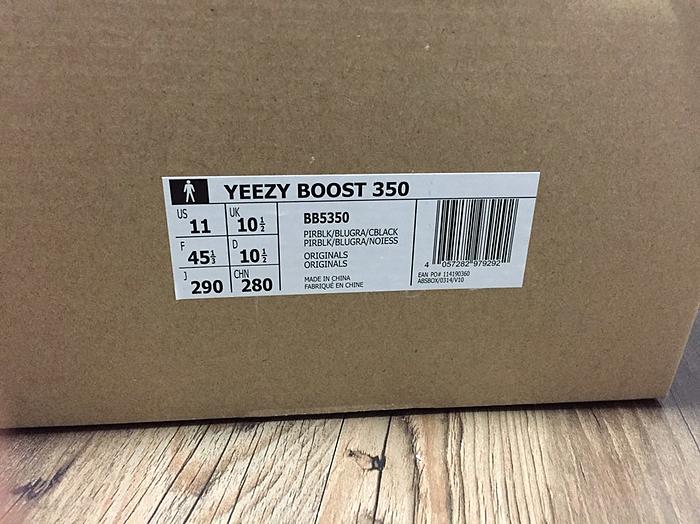 YEEZY BOOST 350
US 11 UK 10½
F 45⅓ D 10½
J 290 CHN 280
BB5350
PIRBLK/BLUGRA/CBLACK
PIRBLK/BLUGRA/NOIESS
ORIGINALS
ORIGINALS
MADE IN CHINA
FABRIQUÉ EN CHINE
4 057282 979292
EAN PO# 114190360
ABSBOX/0314/V10